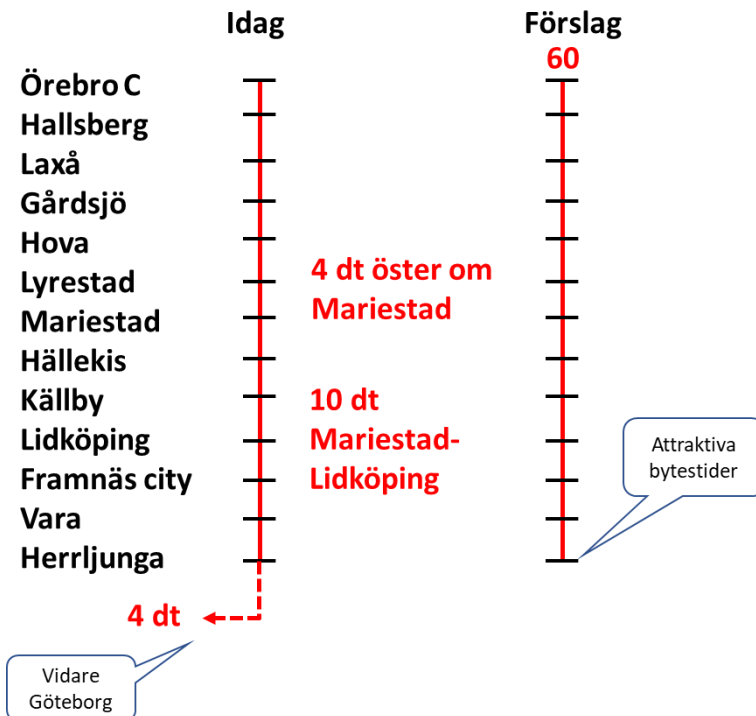 Idag
Förslag
60
Örebro C
Hallsberg
Laxå
Gårdsjö
Hova
Lyrestad
Mariestad
Hällekis
Källby
Lidköping
Framnäs city
Vara
Herrljunga
4 dt öster om
Mariestad
10 dt
Mariestad-
Lidköping
Attraktiva
bytestider
4 dt
Vidare
Göteborg